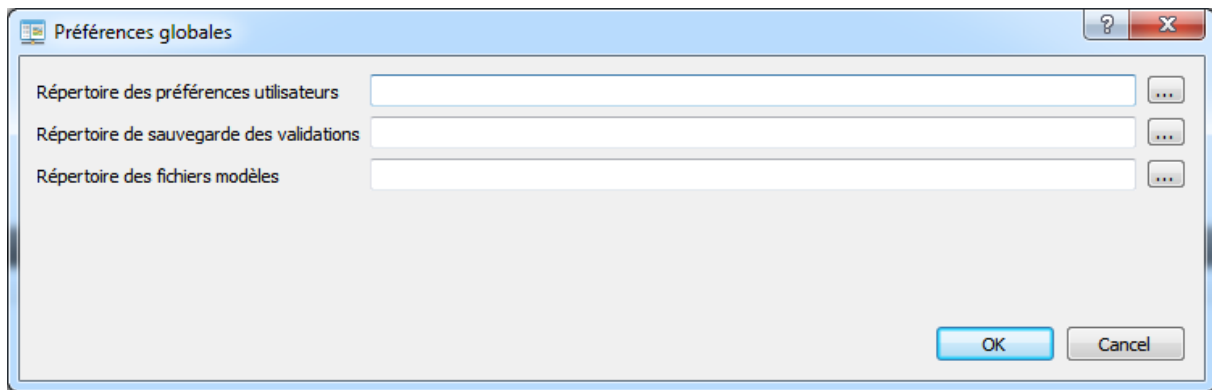 Préférences globales
Répertoire des préférences utilisateurs ...
Répertoire de sauvegarde des validations ...
Répertoire des fichiers modèles ...
OK Cancel